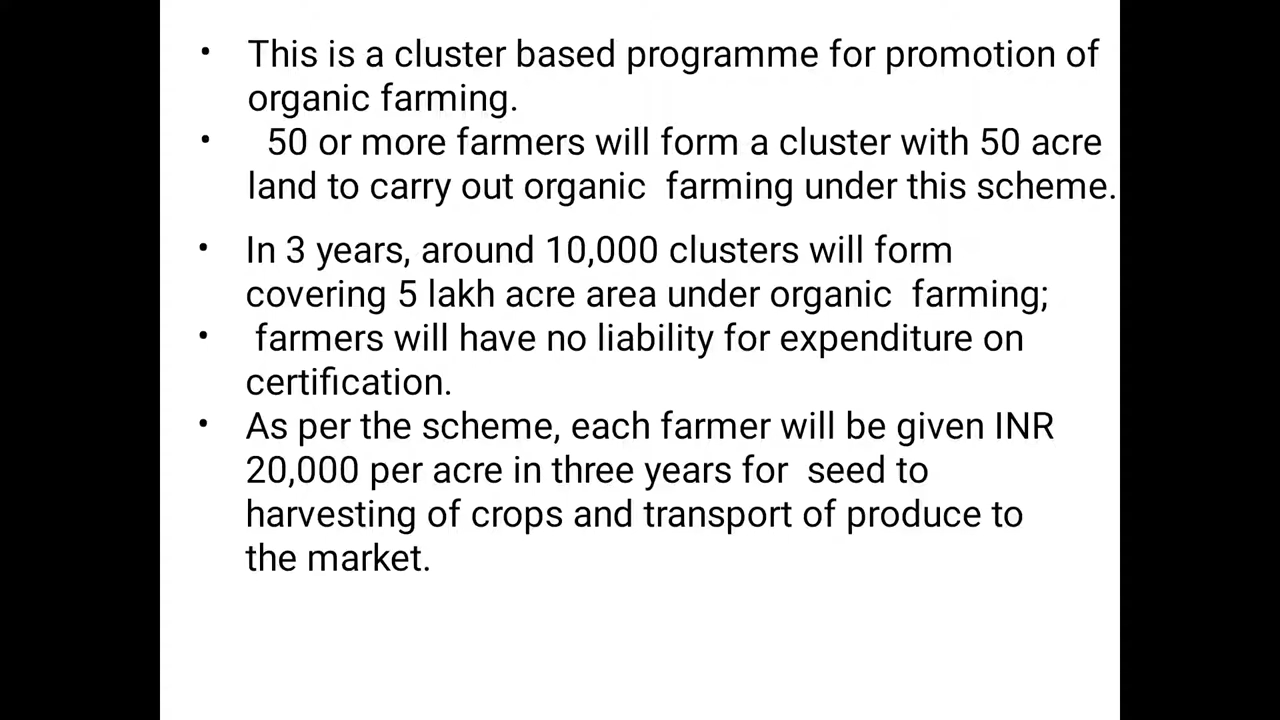 • This is a cluster based programme for promotion of
organic farming.
• 50 or more farmers will form a cluster with 50 acre
land to carry out organic farming under this scheme.
• In 3 years, around 10,000 clusters will form
covering 5 lakh acre area under organic farming;
• farmers will have no liability for expenditure on
certification.
• As per the scheme, each farmer will be given INR
20,000 per acre in three years for seed to
harvesting of crops and transport of produce to
the market.